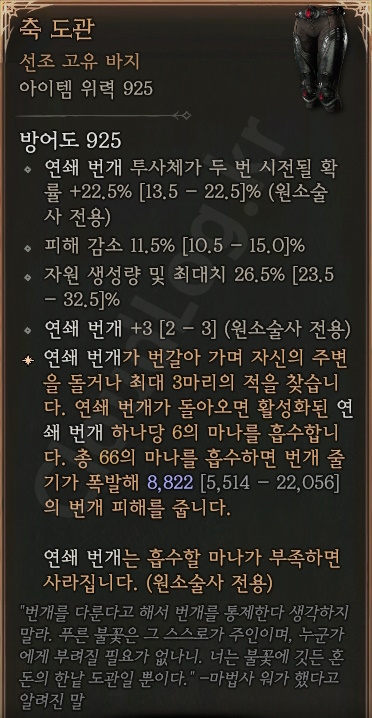 축 도관
선조 고유 바지
아이템 위력 925
방어도 925
연쇄 번개 투사체가 두 번 시전될 확
률 +22.5% [13.5 – 22.5]% (원소술
사 전용)
피해 감소 11.5% [10.5 – 15.0]%
자원 생성량 및 최대치 26.5% [23.5
– 32.5]%
연쇄 번개 +3 [2 – 3] (원소술사 전용)
연쇄 번개가 번갈아 가며 자신의 주변
을 돌거나 최대 3마리의 적을 찾습니
다. 연쇄 번개가 돌아오면 활성화된 연
쇄 번개 하나당 6의 마나를 흡수합니
다. 총 66의 마나를 흡수하면 번개 줄
기가 폭발해 8,822 [5,514 – 22,056]
의 번개 피해를 줍니다.
연쇄 번개는 흡수할 마나가 부족하면
사라집니다. (원소술사 전용)
"번개를 다룬다고 해서 번개를 통제한다 생각하지
말라. 푸른 불꽃은 그 스스로가 주인이며, 누군가
에게 부려질 필요가 없나니. 너는 불꽃에 깃든 혼
돈의 한낱 도관일 뿐이다." –마법사 워가 했다고
알려진 말